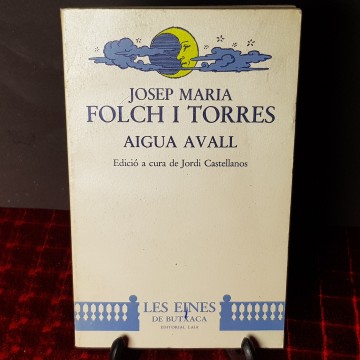 JOSEP MARIA
FOLCH I TORRES
AIGUA AVALL
Edició a cura de Jordi Castellanos
LES EINES
DE BUTXACA
EDITORIAL LAIA